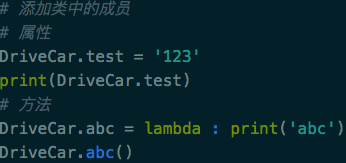 # 添加类中的成员
# 属性
DriveCar.test = '123'
print(DriveCar.test)
# 方法
DriveCar.abc = lambda : print('abc')
DriveCar.abc()